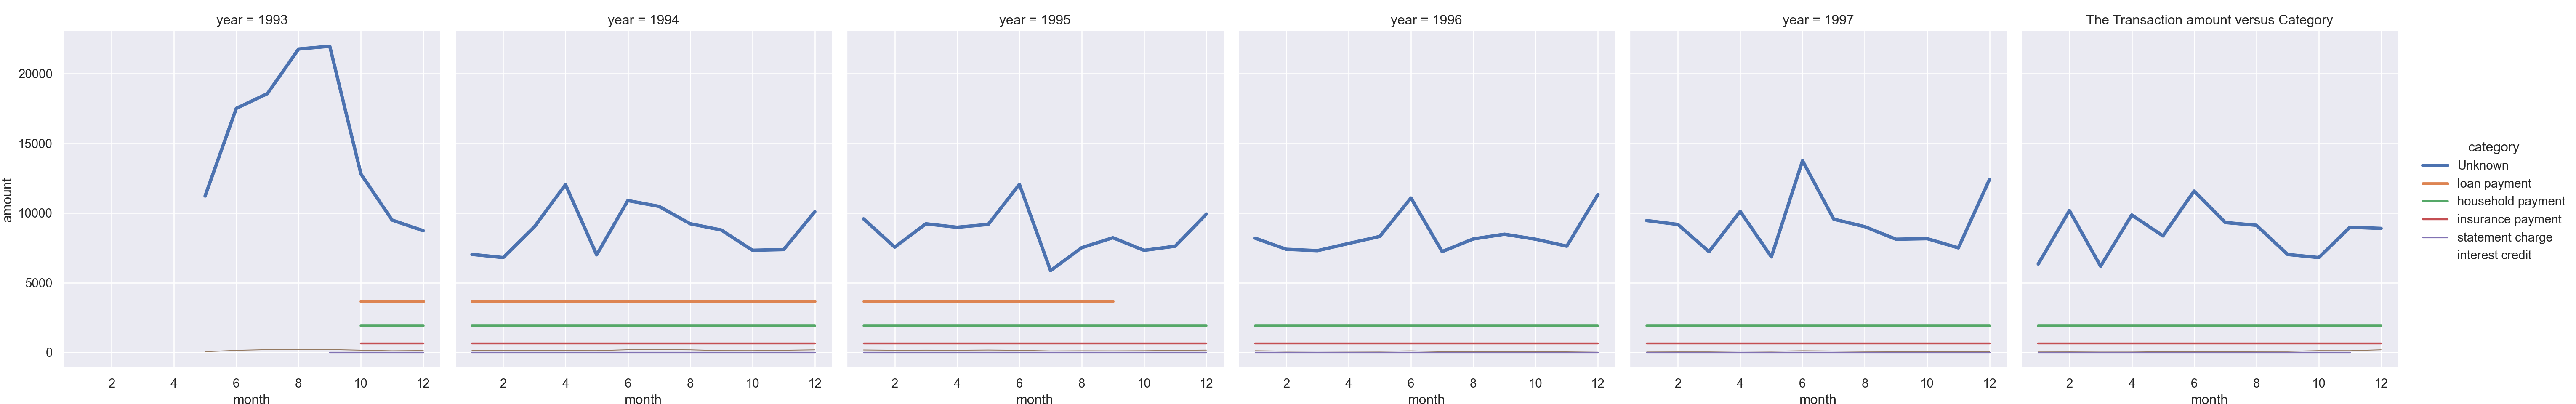 year = 1993
year = 1994
year = 1995
year = 1996
year = 1997
The Transaction amount versus Category
amount
20000
15000
10000
5000
0
2 4 6 8 10 12
month
2 4 6 8 10 12
month
2 4 6 8 10 12
month
2 4 6 8 10 12
month
2 4 6 8 10 12
month
2 4 6 8 10 12
month
category
Unknown
loan payment
household payment
insurance payment
statement charge
interest credit